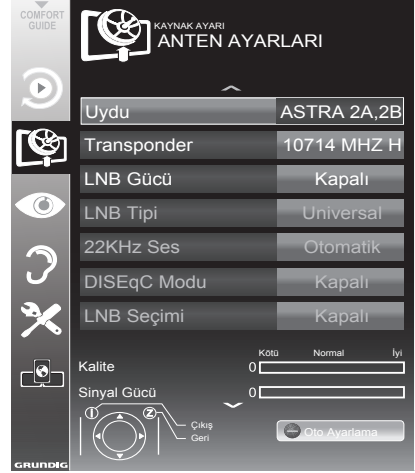 COMFORT
GUIDE
KAYNAK AYARI
ANTEN AYARLARI
Uydu ASTRA 2A,2B
Transponder 10714 MHZ H
LNB Gücü Kapalı
LNB Tipi Universal
22KHz Ses Otomatik
DISEqC Modu Kapalı
LNB Seçimi Kapalı
Kötü Normal İyi
Kalite 0
Sinyal Gücü 0
Çıkış
Geri
Oto Ayarlama
GRUNDIG